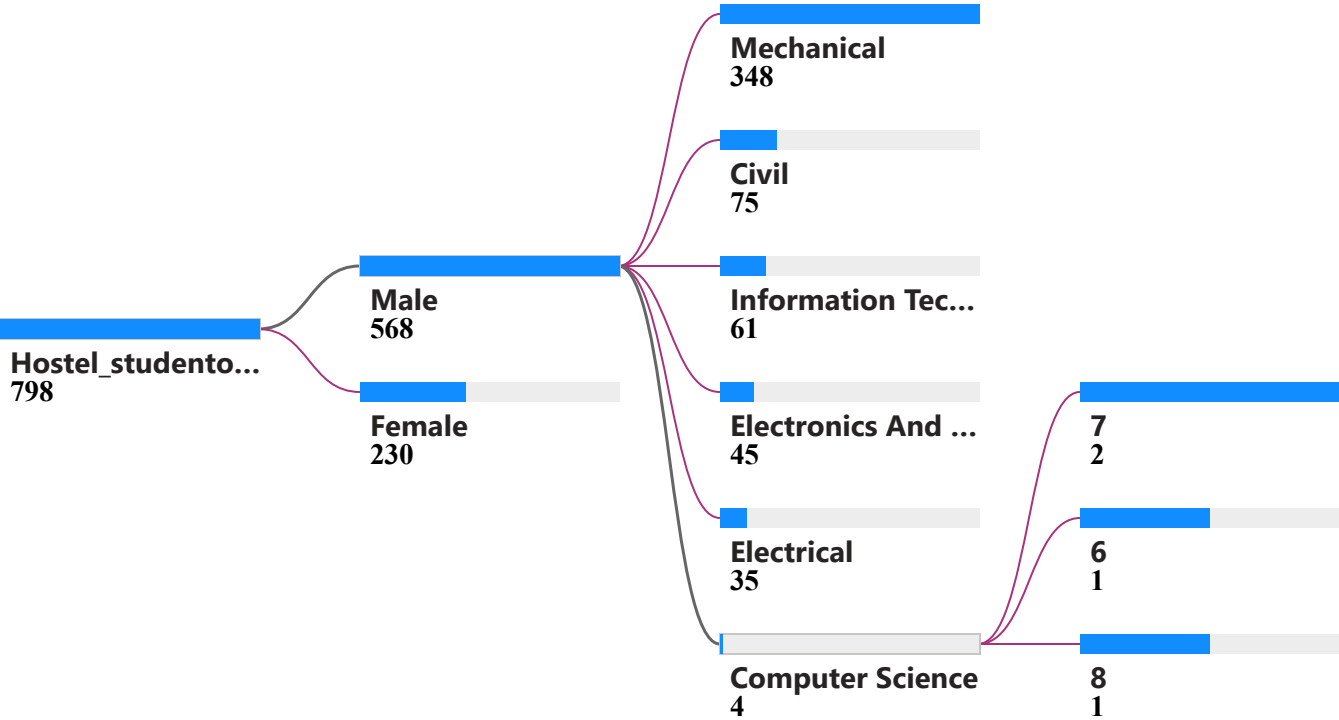 Hostel_studento...
798
Male
568
Female
230
Mechanical
348
Civil
75
Information Tec...
61
Electronics And ...
45
Electrical
35
Computer Science
4
7
2
6
1
8
1